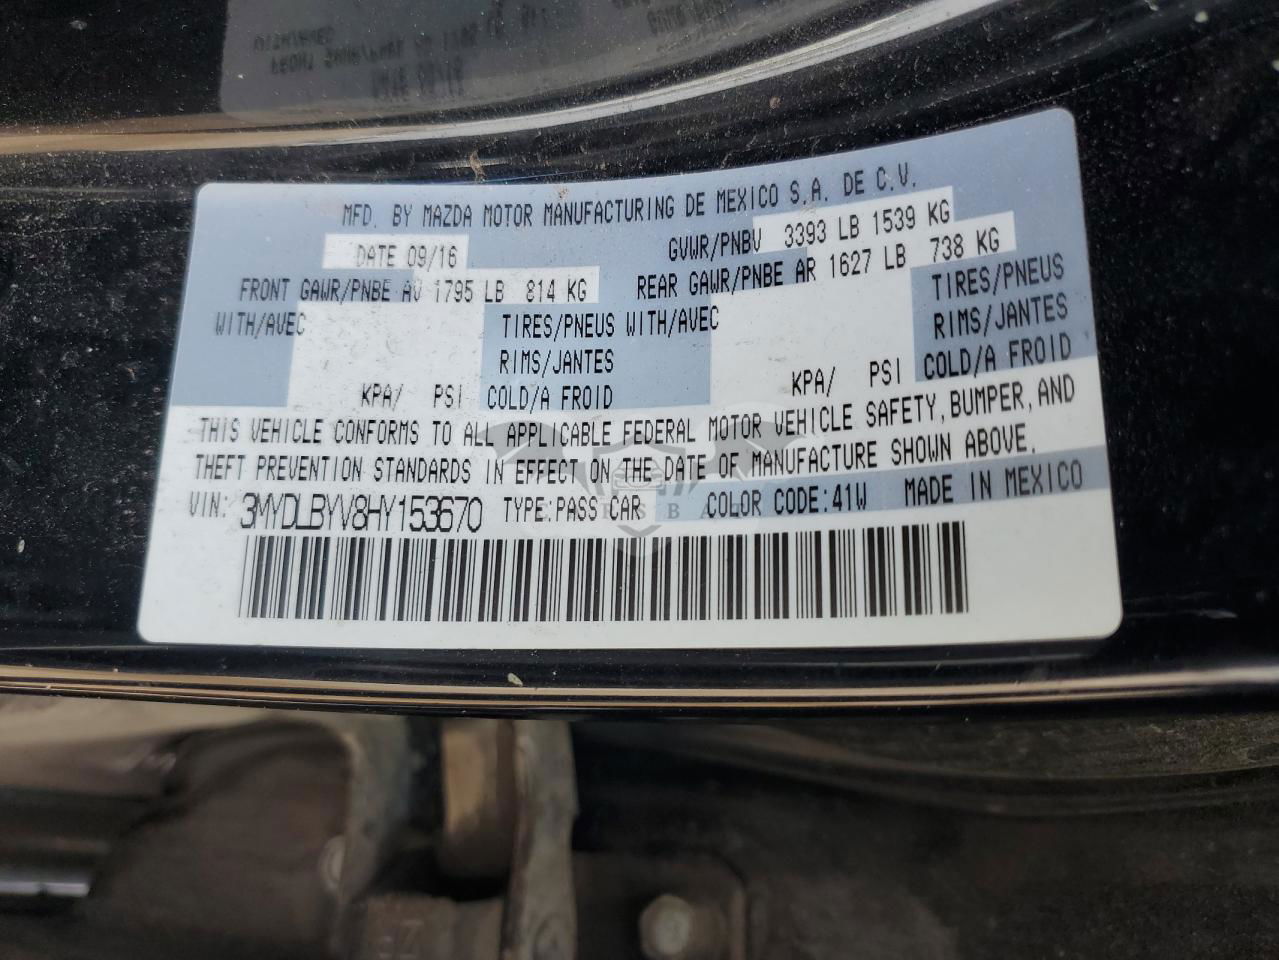 MFD. BY MAZDA MOTOR MANUFACTURING DE MEXICO S.A. DE C.V.
DATE 09/16 GVWR/PNBV 3393 LB 1539 KG
FRONT GAWR/PNBE AV 1795 LB 814 KG REAR GAWR/PNBE AR 1627 LB 738 KG
WITH/AVEC TIRES/PNEUS WITH/AVEC TIRES/PNEUS
RIMS/JANTES RIMS/JANTES
KPA/ PSI COLD/A FROID KPA/ PSI COLD/A FROID
THIS VEHICLE CONFORMS TO ALL APPLICABLE FEDERAL MOTOR VEHICLE SAFETY, BUMPER, AND
THEFT PREVENTION STANDARDS IN EFFECT ON THE DATE OF MANUFACTURE SHOWN ABOVE.
VIN: 3MYDLBYV8HY153670 TYPE:PASS CAR COLOR CODE:41W MADE IN MEXICO